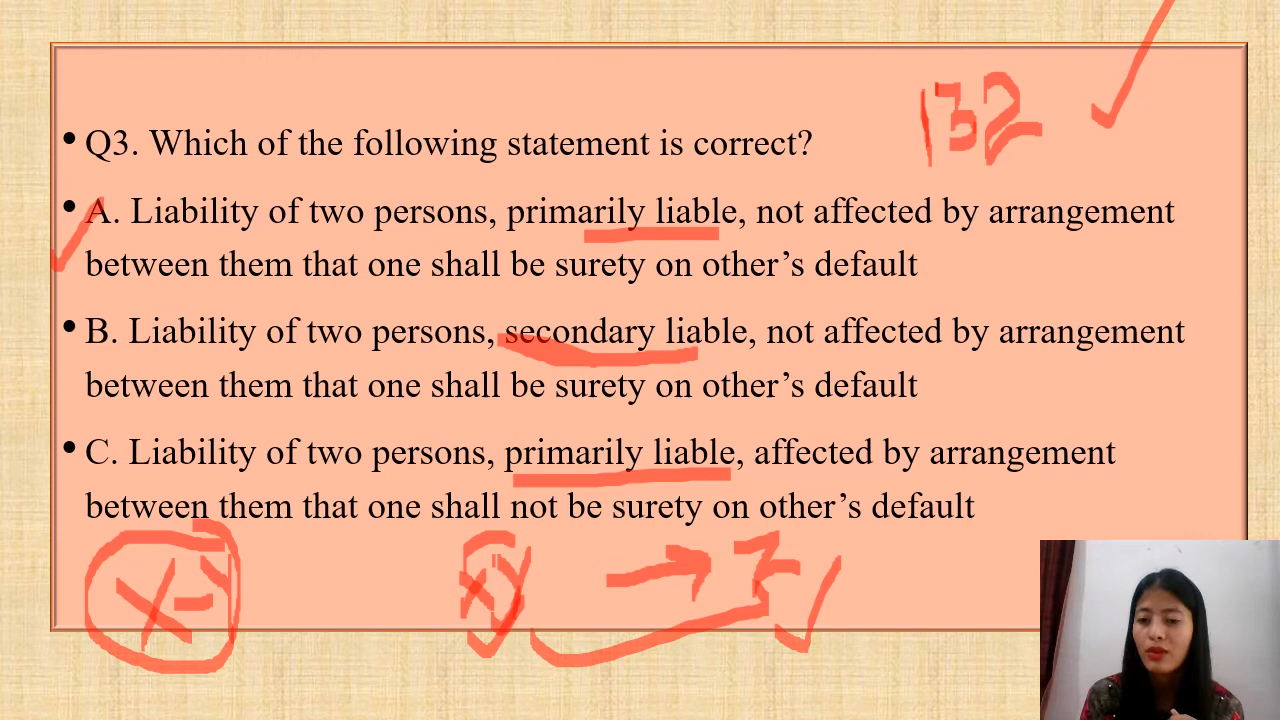 132
• Q3. Which of the following statement is correct?
• A. Liability of two persons, primarily liable, not affected by arrangement
between them that one shall be surety on other’s default
• B. Liability of two persons, secondary liable, not affected by arrangement
between them that one shall be surety on other’s default
• C. Liability of two persons, primarily liable, affected by arrangement
between them that one shall not be surety on other’s default